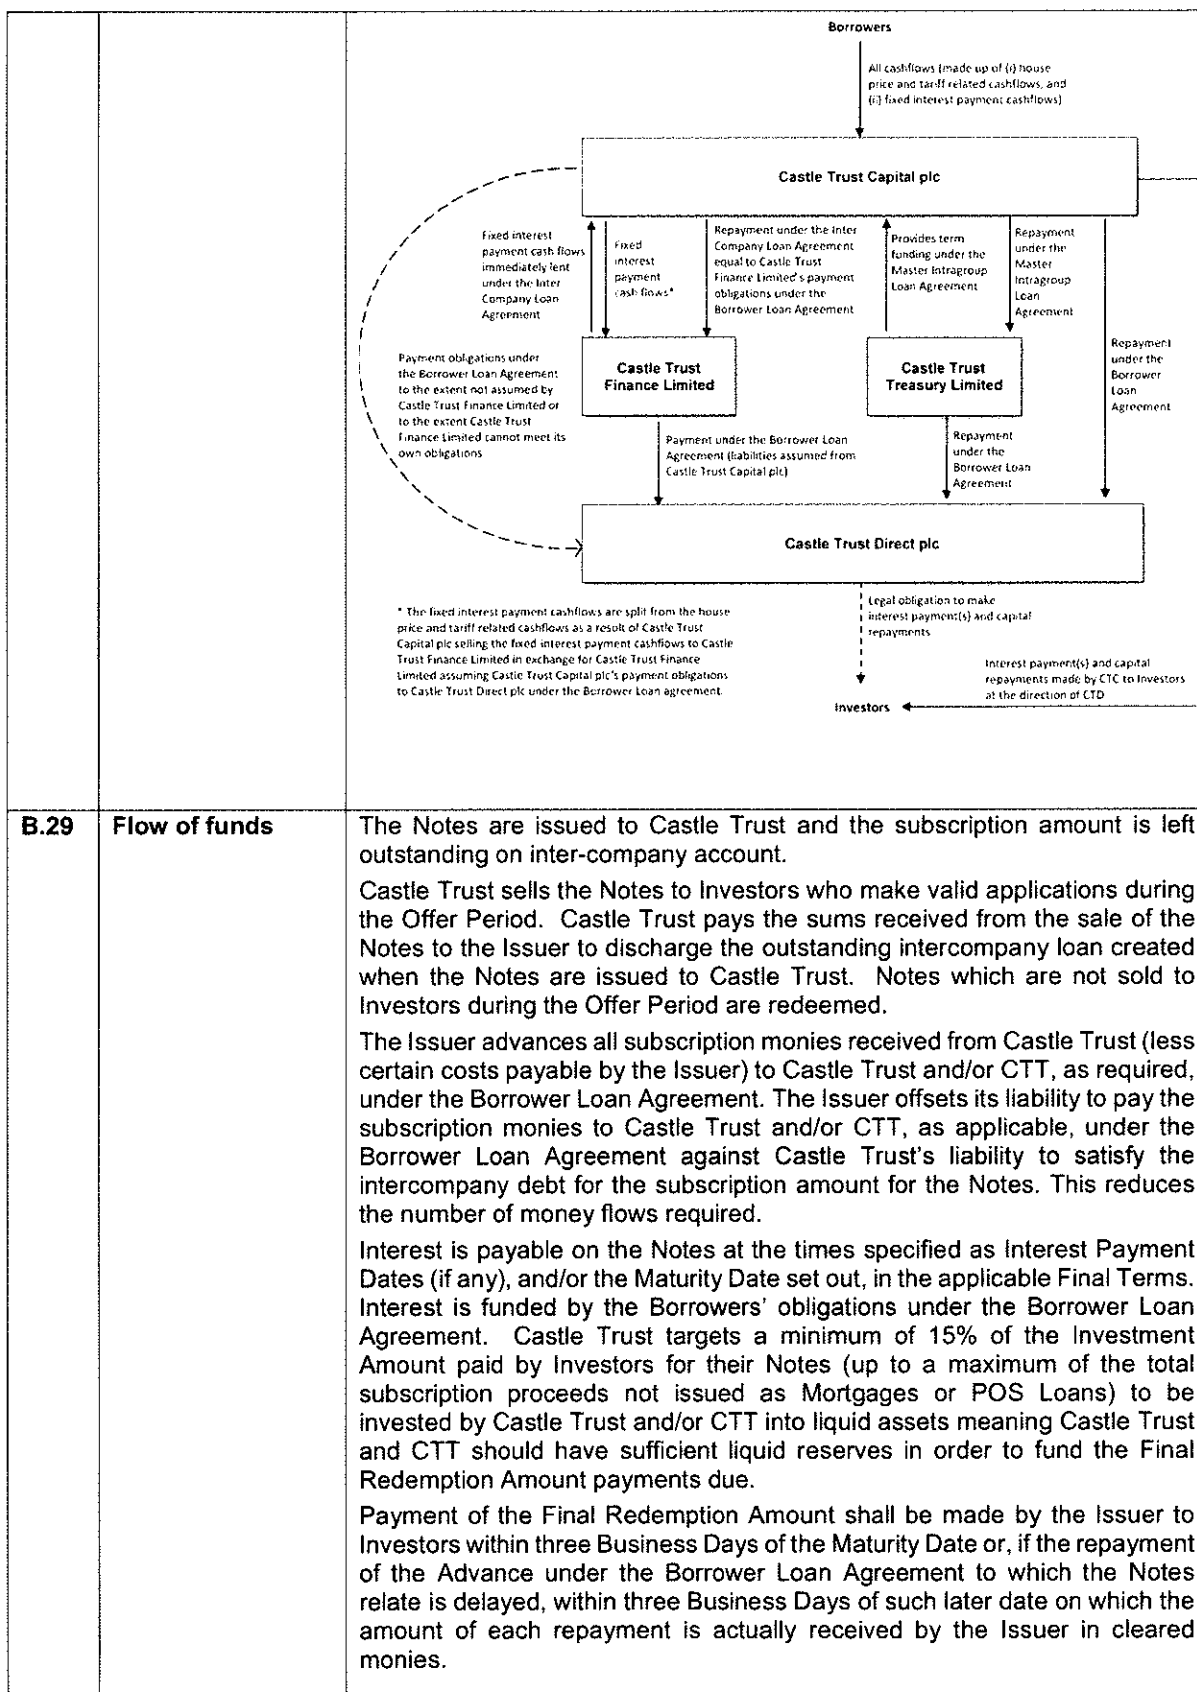 Borrowers
All cashflows (made up of (i) house
price and tariff related cashflows, and
(ii) fixed interest payment cashflows)
Castle Trust Capital plc
Fixed interest
payment cash flows
immediately lent
under the Inter
Company Loan
Agreement
Fixed
interest
payment
cash flows*
Repayment under the Inter
Company Loan Agreement
equal to Castle Trust
Finance Limited's payment
obligations under the
Borrower Loan Agreement
Provides term
funding under the
Master Intragroup
Loan Agreement
Repayment
under the
Master
Intragroup
Loan
Agreement
Repayment
under the
Borrower
Loan
Agreement
Payment obligations under
the Borrower Loan Agreement
to the extent not assumed by
Castle Trust Finance Limited or
to the extent Castle Trust
Finance Limited cannot meet its
own obligations
Castle Trust
Finance Limited
Castle Trust
Treasury Limited
Payment under the Borrower Loan
Agreement (liabilities assumed from
Castle Trust Capital plc)
Repayment
under the
Borrower Loan
Agreement
Castle Trust Direct plc
* The fixed interest payment cashflows are split from the house
price and tariff related cashflows as a result of Castle Trust
Capital plc selling the fixed interest payment cashflows to Castle
Trust Finance Limited in exchange for Castle Trust Finance
Limited assuming Castle Trust Capital plc's payment obligations
to Castle Trust Direct plc under the Borrower Loan agreement.
Legal obligation to make
interest payment(s) and capital
repayments
Interest payment(s) and capital
repayments made by CTC to Investors
at the direction of CTD
Investors
B.29 Flow of funds
The Notes are issued to Castle Trust and the subscription amount is left
outstanding on inter-company account.
Castle Trust sells the Notes to Investors who make valid applications during
the Offer Period. Castle Trust pays the sums received from the sale of the
Notes to the Issuer to discharge the outstanding intercompany loan created
when the Notes are issued to Castle Trust. Notes which are not sold to
Investors during the Offer Period are redeemed.
The Issuer advances all subscription monies received from Castle Trust (less
certain costs payable by the Issuer) to Castle Trust and/or CTT, as required,
under the Borrower Loan Agreement. The Issuer offsets its liability to pay the
subscription monies to Castle Trust and/or CTT, as applicable, under the
Borrower Loan Agreement against Castle Trust's liability to satisfy the
intercompany debt for the subscription amount for the Notes. This reduces
the number of money flows required.
Interest is payable on the Notes at the times specified as Interest Payment
Dates (if any), and/or the Maturity Date set out, in the applicable Final Terms.
Interest is funded by the Borrowers' obligations under the Borrower Loan
Agreement. Castle Trust targets a minimum of 15% of the Investment
Amount paid by Investors for their Notes (up to a maximum of the total
subscription proceeds not issued as Mortgages or POS Loans) to be
invested by Castle Trust and/or CTT into liquid assets meaning Castle Trust
and CTT should have sufficient liquid reserves in order to fund the Final
Redemption Amount payments due.
Payment of the Final Redemption Amount shall be made by the Issuer to
Investors within three Business Days of the Maturity Date or, if the repayment
of the Advance under the Borrower Loan Agreement to which the Notes
relate is delayed, within three Business Days of such later date on which the
amount of each repayment is actually received by the Issuer in cleared
monies.